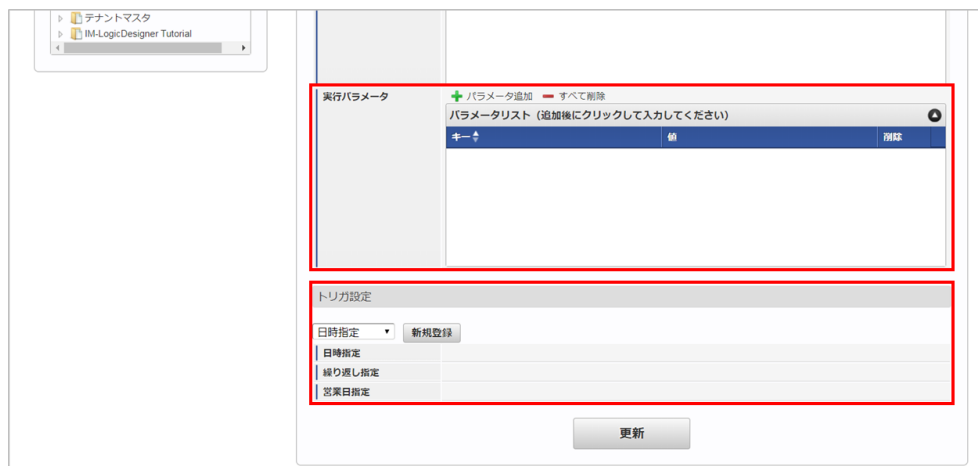 テナントマスタ
IM-LogicDesigner Tutorial
実行パラメータ
パラメータ追加 すべて削除
パラメータリスト（追加後にクリックして入力してください）
キー 値 削除
トリガ設定
日時指定 新規登録
日時指定
繰り返し指定
営業日指定
更新